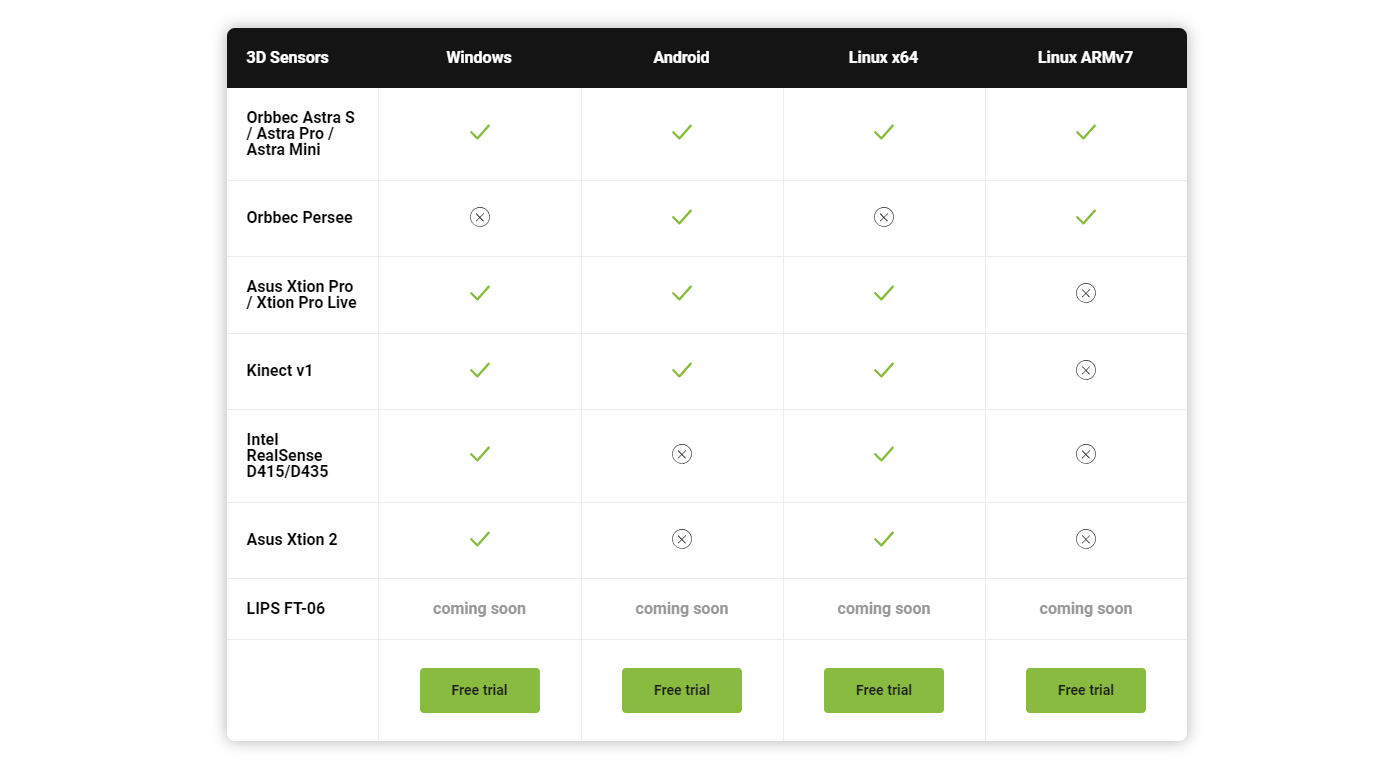 3D Sensors Windows Android Linux x64 Linux ARMv7
Orbbec Astra S
/ Astra Pro /
Astra Mini
Orbbec Persee
Asus Xtion Pro
/ Xtion Pro Live
Kinect v1
Intel
RealSense
D415/D435
Asus Xtion 2
LIPS FT-06 coming soon coming soon coming soon coming soon
Free trial Free trial Free trial Free trial